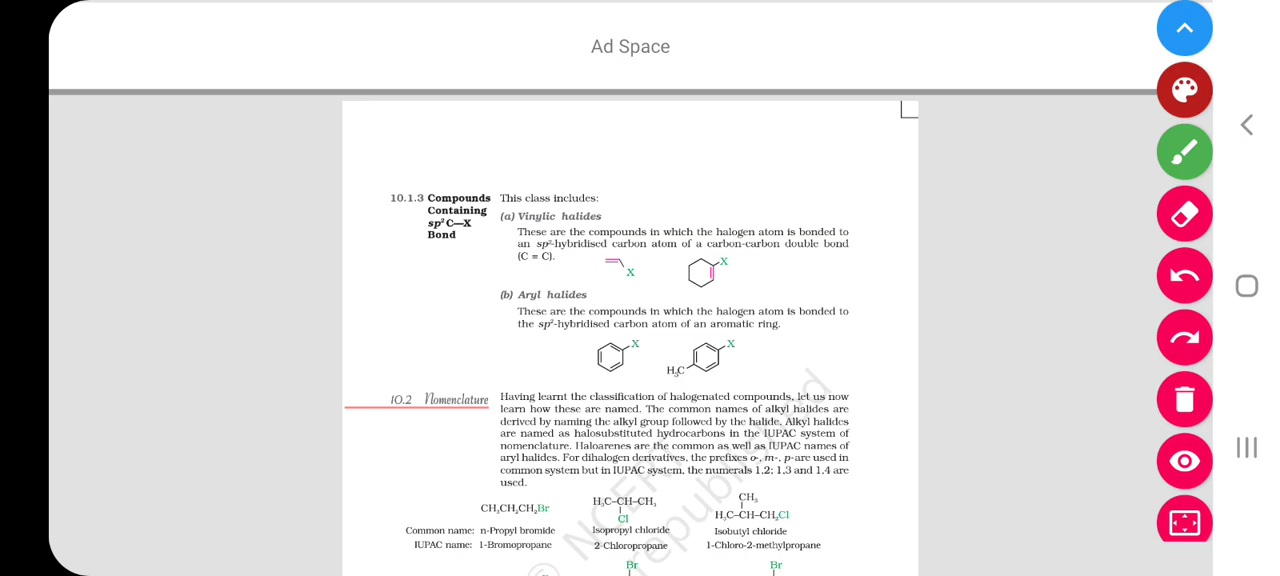 Ad Space
10.1.3 Compounds Containing sp²C—X Bond
This class includes:
(a) Vinylic halides
These are the compounds in which the halogen atom is bonded to
an sp²-hybridised carbon atom of a carbon-carbon double bond
(C = C).
X
X
(b) Aryl halides
These are the compounds in which the halogen atom is bonded to
the sp²-hybridised carbon atom of an aromatic ring.
X
X
H₃C
10.2 Nomenclature
Having learnt the classification of halogenated compounds, let us now
learn how these are named. The common names of alkyl halides are
derived by naming the alkyl group followed by the halide. Alkyl halides
are named as halosubstituted hydrocarbons in the IUPAC system of
nomenclature. Haloarenes are the common as well as IUPAC names of
aryl halides. For dihalogen derivatives, the prefixes o-, m-, p- are used in
common system but in IUPAC system, the numerals 1,2; 1,3 and 1,4 are
used.
CH₃
CH₃CH₂CH₂Br H₃C–CH–CH₃ H₃C–CH–CH₂Cl
Cl
Common name: n-Propyl bromide Isopropyl chloride Isobutyl chloride
IUPAC name: 1-Bromopropane 2-Chloropropane 1-Chloro-2-methylpropane
Br Br
© NCERT
republished